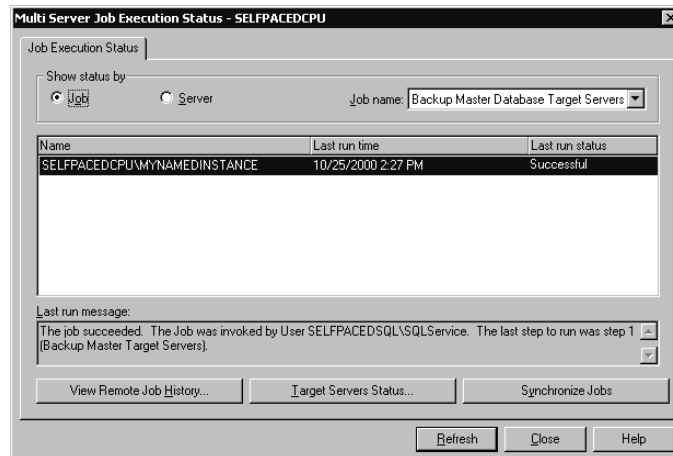 Multi Server Job Execution Status - SELFPACEDCPU
Job Execution Status
Show status by
Job
Server
Job name: Backup Master Database Target Servers
Name Last run time Last run status
SELFPACEDCPU\MYNAMEDINSTANCE 10/25/2000 2:27 PM Successful
Last run message:
The job succeeded. The Job was invoked by User SELFPACEDSQL\SQLService. The last step to run was step 1
(Backup Master Target Servers).
View Remote Job History... Target Servers Status... Synchronize Jobs
Refresh Close Help